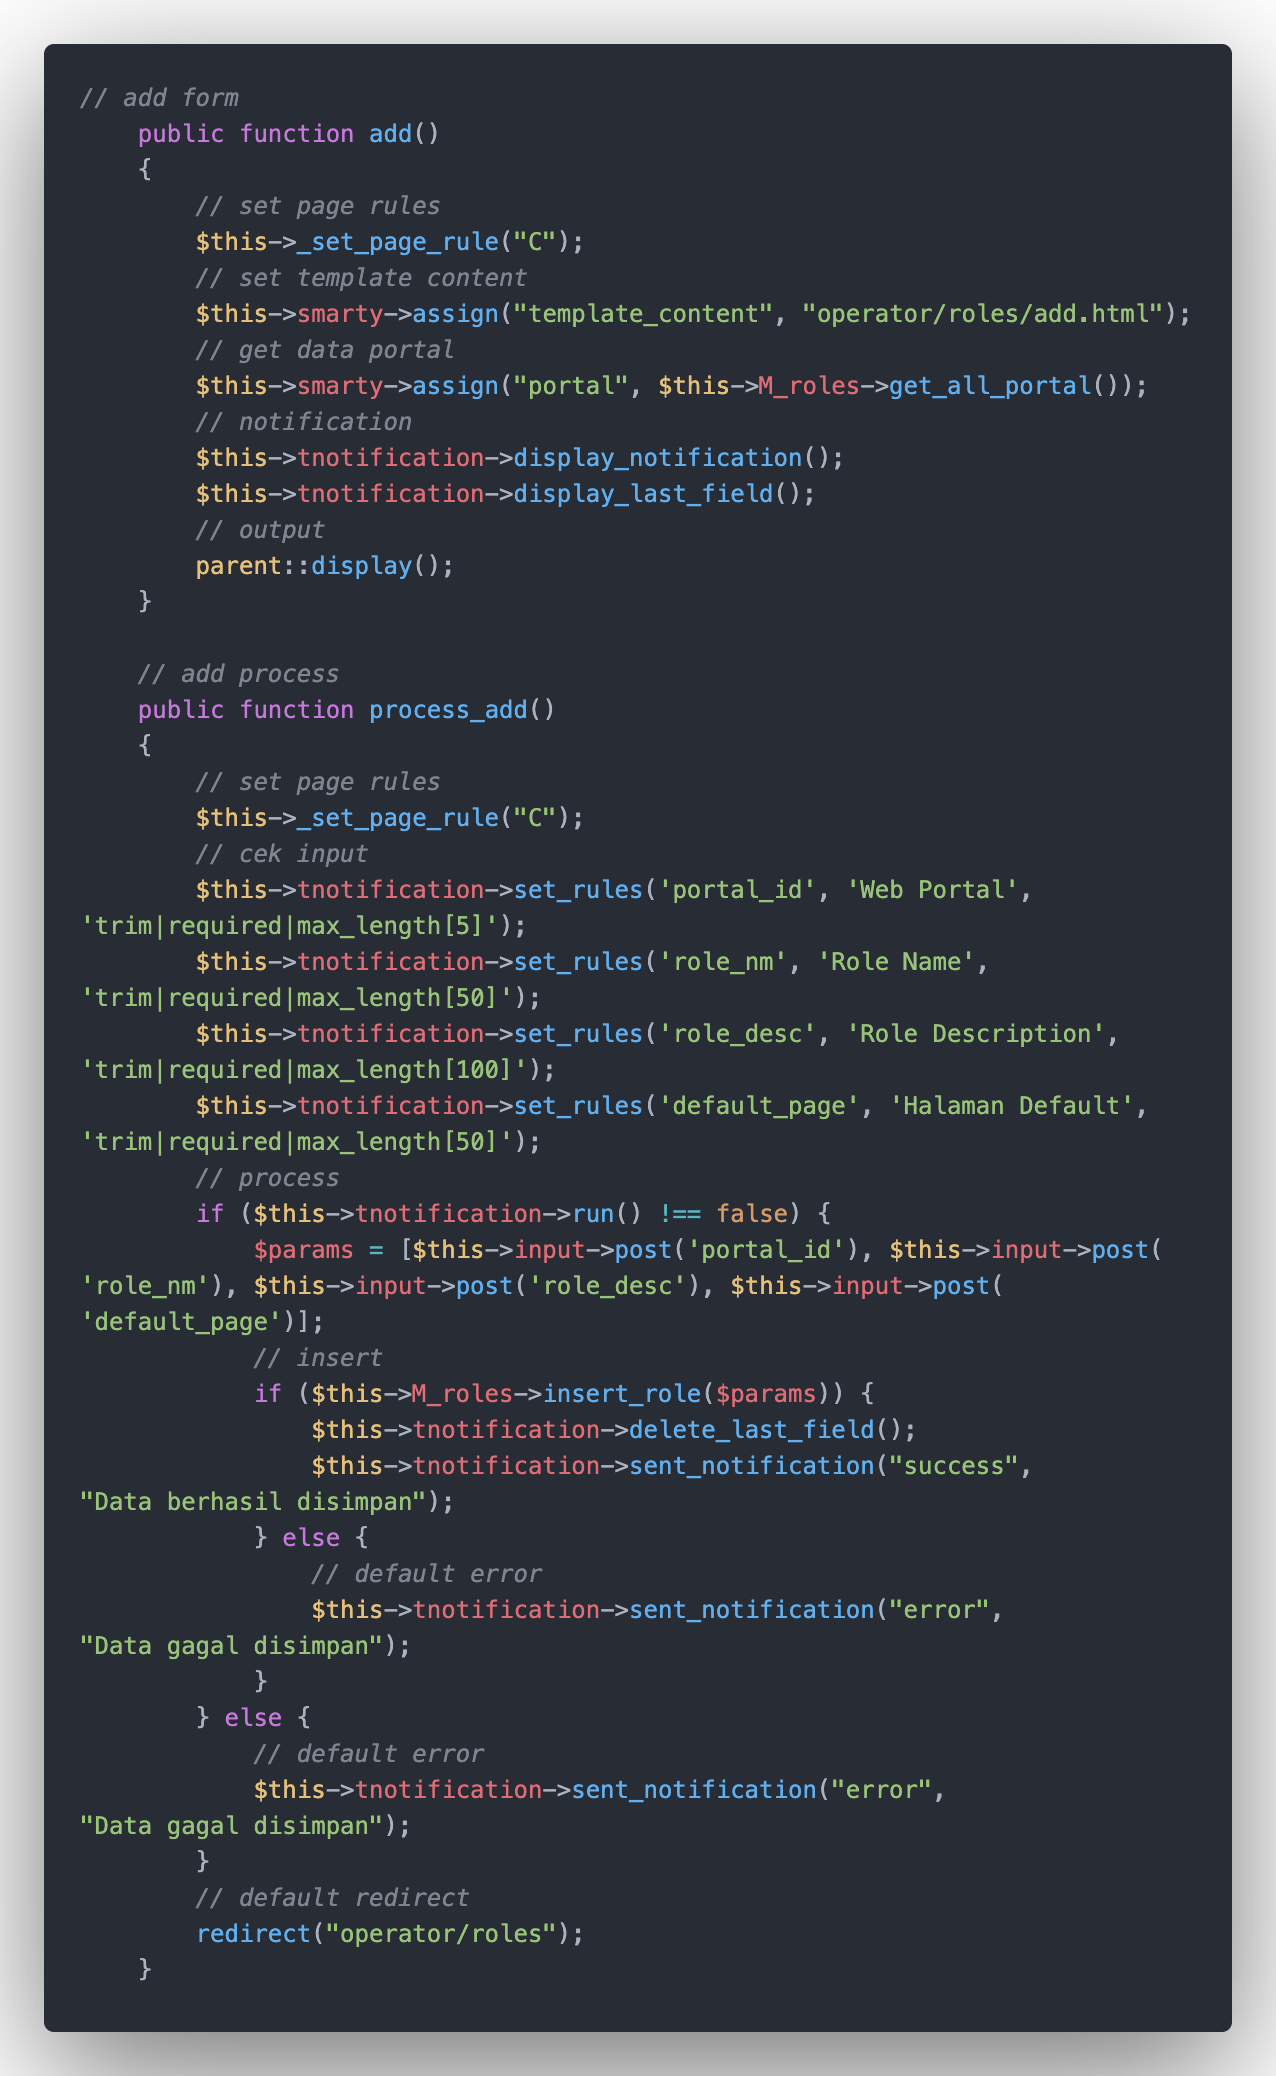 // add form
    public function add()
    {
        // set page rules
        $this->_set_page_rule("C");
        // set template content
        $this->smarty->assign("template_content", "operator/roles/add.html");
        // get data portal
        $this->smarty->assign("portal", $this->M_roles->get_all_portal());
        // notification
        $this->tnotification->display_notification();
        $this->tnotification->display_last_field();
        // output
        parent::display();
    }

    // add process
    public function process_add()
    {
        // set page rules
        $this->_set_page_rule("C");
        // cek input
        $this->tnotification->set_rules('portal_id', 'Web Portal',
'trim|required|max_length[5]');
        $this->tnotification->set_rules('role_nm', 'Role Name',
'trim|required|max_length[50]');
        $this->tnotification->set_rules('role_desc', 'Role Description',
'trim|required|max_length[100]');
        $this->tnotification->set_rules('default_page', 'Halaman Default',
'trim|required|max_length[50]');
        // process
        if ($this->tnotification->run() !== false) {
            $params = [$this->input->post('portal_id'), $this->input->post(
'role_nm'), $this->input->post('role_desc'), $this->input->post(
'default_page')];
            // insert
            if ($this->M_roles->insert_role($params)) {
                $this->tnotification->delete_last_field();
                $this->tnotification->sent_notification("success",
"Data berhasil disimpan");
            } else {
                // default error
                $this->tnotification->sent_notification("error",
"Data gagal disimpan");
            }
        } else {
            // default error
            $this->tnotification->sent_notification("error",
"Data gagal disimpan");
        }
        // default redirect
        redirect("operator/roles");
    }